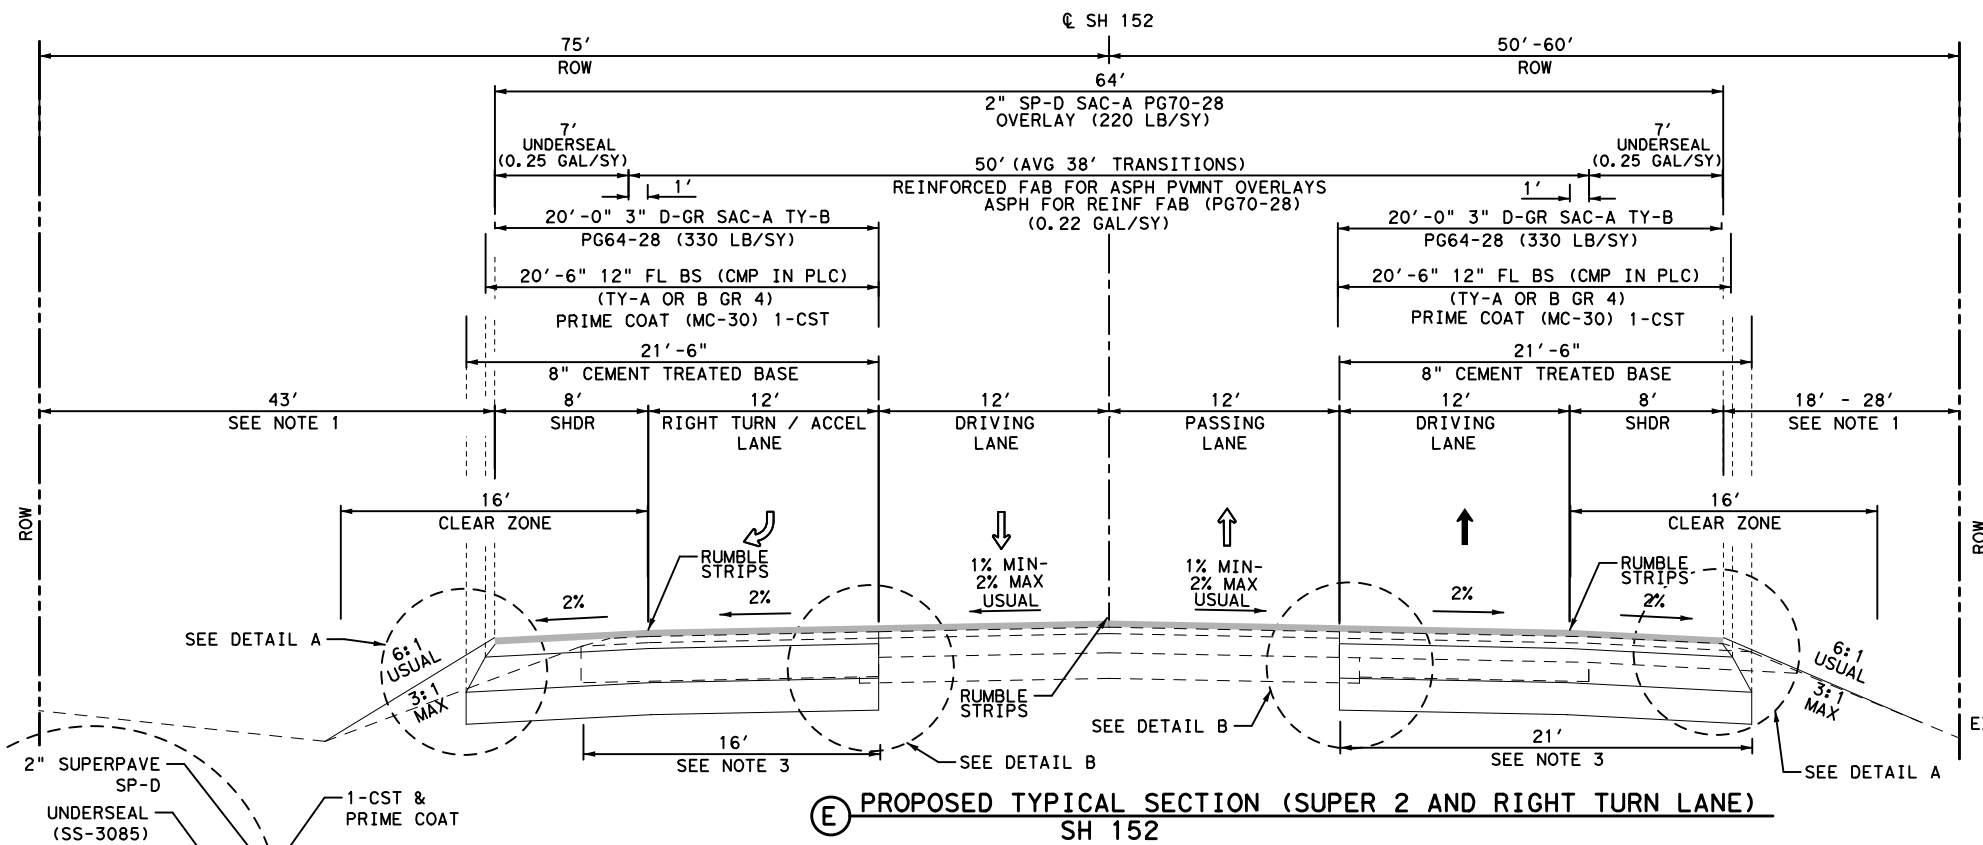 ℄ SH 152
75'
ROW
50'-60'
ROW
64'
2" SP-D SAC-A PG70-28
OVERLAY (220 LB/SY)
7'
UNDERSEAL
(0.25 GAL/SY)
7'
UNDERSEAL
(0.25 GAL/SY)
50' (AVG 38' TRANSITIONS)
REINFORCED FAB FOR ASPH PVMNT OVERLAYS
ASPH FOR REINF FAB (PG70-28)
(0.22 GAL/SY)
1'
1'
20'-0" 3" D-GR SAC-A TY-B
PG64-28 (330 LB/SY)
20'-0" 3" D-GR SAC-A TY-B
PG64-28 (330 LB/SY)
20'-6" 12" FL BS (CMP IN PLC)
(TY-A OR B GR 4)
PRIME COAT (MC-30) 1-CST
20'-6" 12" FL BS (CMP IN PLC)
(TY-A OR B GR 4)
PRIME COAT (MC-30) 1-CST
21'-6"
8" CEMENT TREATED BASE
21'-6"
8" CEMENT TREATED BASE
43'
SEE NOTE 1
8'
SHDR
12'
RIGHT TURN / ACCEL
LANE
12'
DRIVING
LANE
12'
PASSING
LANE
12'
DRIVING
LANE
8'
SHDR
18' - 28'
SEE NOTE 1
16'
CLEAR ZONE
16'
CLEAR ZONE
ROW
ROW
RUMBLE
STRIPS
1% MIN-
2% MAX
USUAL
1% MIN-
2% MAX
USUAL
RUMBLE
STRIPS
2%
2%
2%
2%
SEE DETAIL A
6:1
USUAL
3:1
MAX
6:1
USUAL
3:1
MAX
RUMBLE
STRIPS
SEE DETAIL B
16'
SEE NOTE 3
SEE DETAIL B
21'
SEE NOTE 3
SEE DETAIL A
2" SUPERPAVE
SP-D
UNDERSEAL
(SS-3085)
1-CST &
PRIME COAT
E PROPOSED TYPICAL SECTION (SUPER 2 AND RIGHT TURN LANE)
SH 152